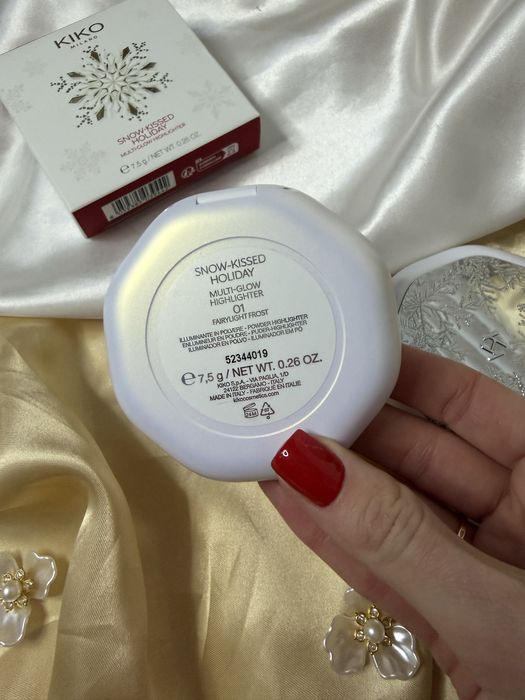 KIKO
MILANO
SNOW-KISSED
HOLIDAY
MULTI-GLOW HIGHLIGHTER
℮ 7,5 g / NET WT. 0.26 OZ.
SNOW-KISSED
HOLIDAY
MULTI-GLOW
HIGHLIGHTER
01
FAIRYLIGHT FROST
ILLUMINANTE IN POLVERE - POWDER HIGHLIGHTER
ENLUMINEUR EN POUDRE - PUDER-HIGHLIGHTER
ILUMINADOR EN POLVO - ILUMINADOR EM PÓ
52344019
℮ 7,5 g / NET WT. 0.26 OZ.
KIKO S.p.A. - VIA PAGLIA, 1/D
24122 BERGAMO - ITALY
MADE IN ITALY - FABRIQUÉ EN ITALIE
kikocosmetics.com
24M